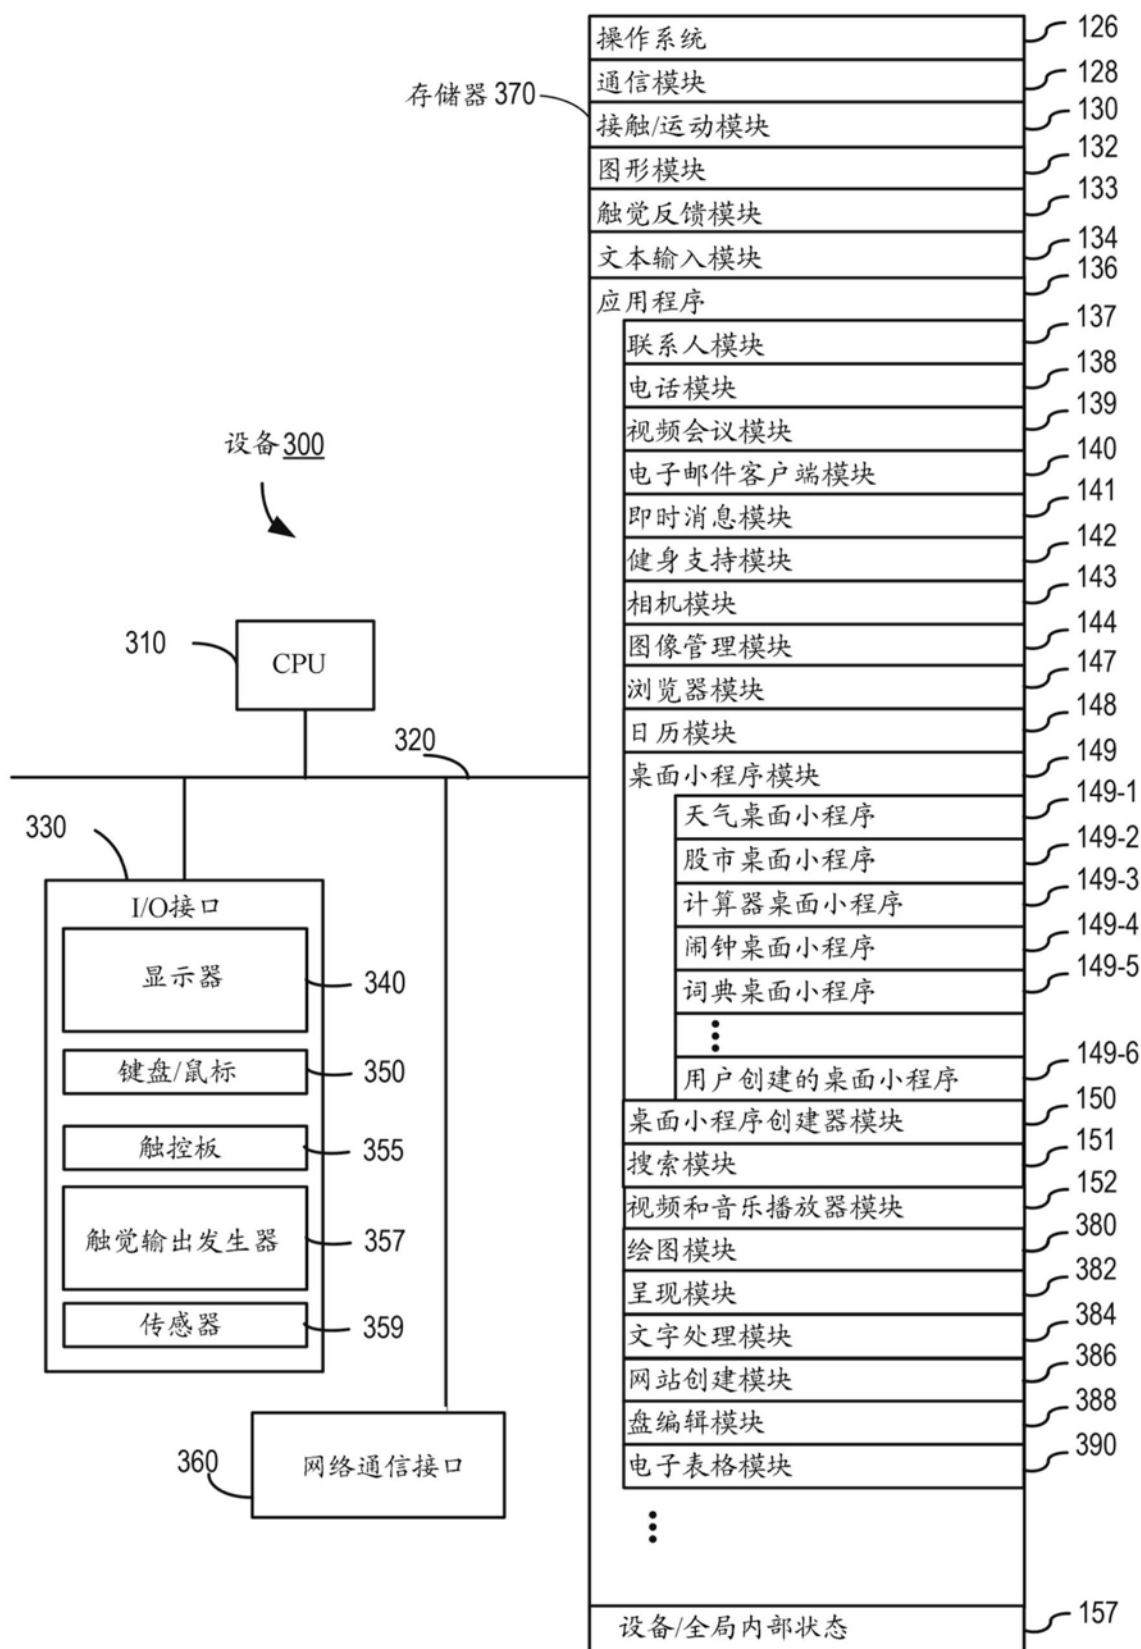 操作系统 126
通信模块 128
存储器 370
接触/运动模块 130
图形模块 132
触觉反馈模块 133
文本输入模块 134
应用程序 136
联系人模块 137
电话模块 138
视频会议模块 139
电子邮件客户端模块 140
即时消息模块 141
健身支持模块 142
相机模块 143
图像管理模块 144
浏览器模块 147
日历模块 148
桌面小程序模块 149
天气桌面小程序 149-1
股市桌面小程序 149-2
计算器桌面小程序 149-3
闹钟桌面小程序 149-4
词典桌面小程序 149-5
用户创建的桌面小程序 149-6
桌面小程序创建器模块 150
搜索模块 151
视频和音乐播放器模块 152
绘图模块 380
呈现模块 382
文字处理模块 384
网站创建模块 386
盘编辑模块 388
电子表格模块 390
设备/全局内部状态 157
设备 300
310
CPU
320
330
I/O接口
显示器 340
键盘/鼠标 350
触控板 355
触觉输出发生器 357
传感器 359
360
网络通信接口